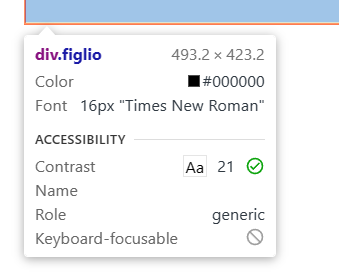 div.figlio 493.2 × 423.2
Color #000000
Font 16px "Times New Roman"
ACCESSIBILITY
Contrast Aa 21
Name
Role generic
Keyboard-focusable